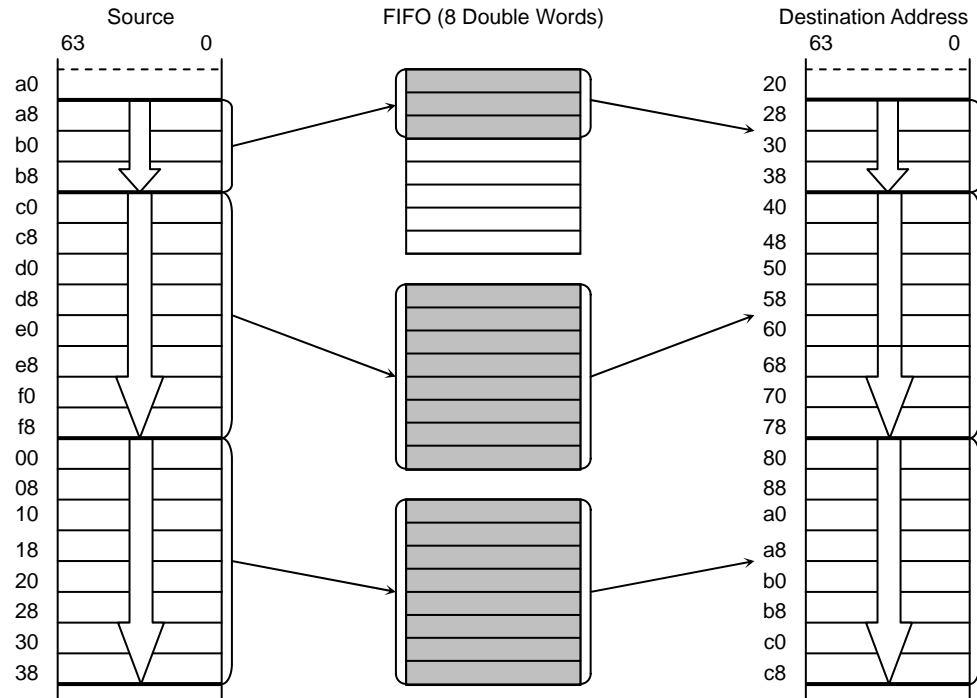 Source
FIFO (8 Double Words)
Destination Address
63 0
63 0
a0
a8
b0
b8
c0
c8
d0
d8
e0
e8
f0
f8
00
08
10
18
20
28
30
38
20
28
30
38
40
48
50
58
60
68
70
78
80
88
a0
a8
b0
b8
c0
c8